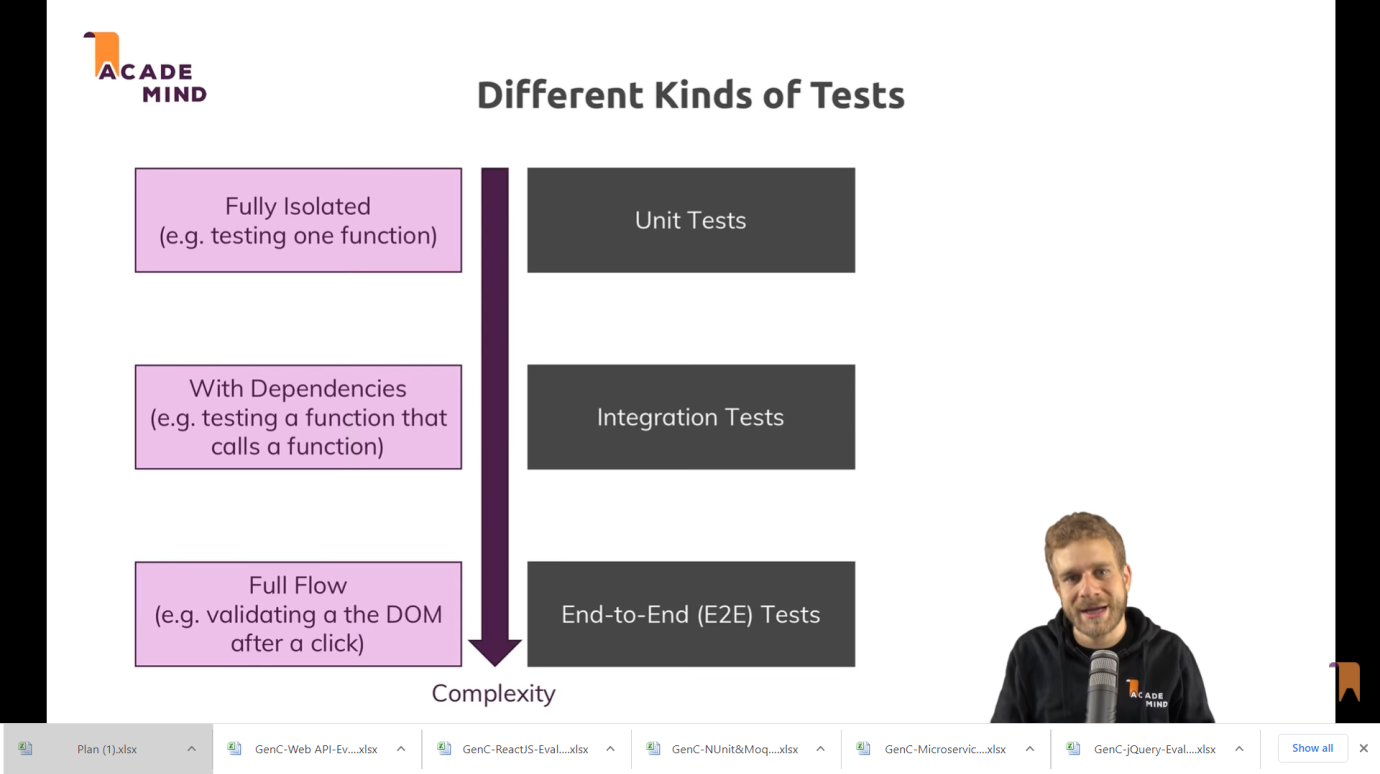 ACADE
MIND
Different Kinds of Tests
Fully Isolated
(e.g. testing one function)
Unit Tests
With Dependencies
(e.g. testing a function that
calls a function)
Integration Tests
Full Flow
(e.g. validating a the DOM
after a click)
End-to-End (E2E) Tests
Complexity
ACADE
MIND
Plan (1).xlsx
GenC-Web API-Ev....xlsx
GenC-ReactJS-Eval....xlsx
GenC-NUnit&Moq....xlsx
GenC-Microservic....xlsx
GenC-jQuery-Eval....xlsx
Show all